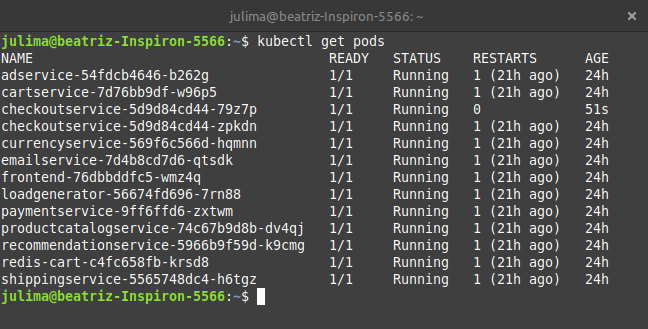 julima@beatriz-Inspiron-5566: ~
julima@beatriz-Inspiron-5566:~$ kubectl get pods
NAME READY STATUS RESTARTS AGE
adservice-54fdcb4646-b262g 1/1 Running 1 (21h ago) 24h
cartservice-7d76bb9df-w96p5 1/1 Running 1 (21h ago) 24h
checkoutservice-5d9d84cd44-79z7p 1/1 Running 0 51s
checkoutservice-5d9d84cd44-zpkdn 1/1 Running 1 (21h ago) 24h
currencyservice-569f6c566d-hqmnn 1/1 Running 1 (21h ago) 24h
emailservice-7d4b8cd7d6-qtsdk 1/1 Running 1 (21h ago) 24h
frontend-76dbbddfc5-wmz4q 1/1 Running 1 (21h ago) 24h
loadgenerator-56674fd696-7rn88 1/1 Running 1 (21h ago) 24h
paymentservice-9ff6ffd6-zxtwm 1/1 Running 1 (21h ago) 24h
productcatalogservice-74c67b9d8b-dv4qj 1/1 Running 1 (21h ago) 24h
recommendationservice-5966b9f59d-k9cmg 1/1 Running 1 (21h ago) 24h
redis-cart-c4fc658fb-krsd8 1/1 Running 1 (21h ago) 24h
shippingservice-5565748dc4-h6tgz 1/1 Running 1 (21h ago) 24h
julima@beatriz-Inspiron-5566:~$